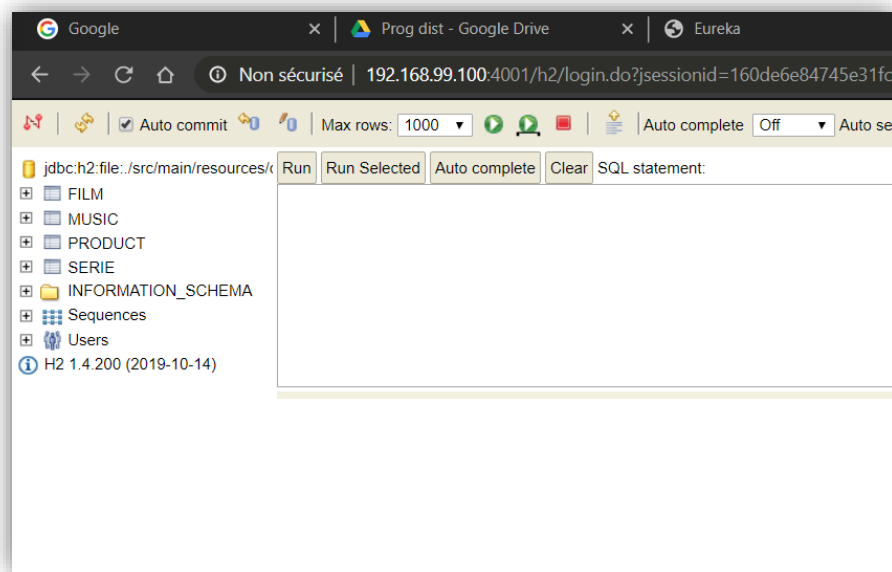 Google
Prog dist - Google Drive
Eureka
Non sécurisé | 192.168.99.100:4001/h2/login.do?jsessionid=160de6e84745e31fc
Auto commit Max rows: 1000 Auto complete Off Auto se
jdbc:h2:file:./src/main/resources/c Run Run Selected Auto complete Clear SQL statement:
FILM
MUSIC
PRODUCT
SERIE
INFORMATION_SCHEMA
Sequences
Users
H2 1.4.200 (2019-10-14)